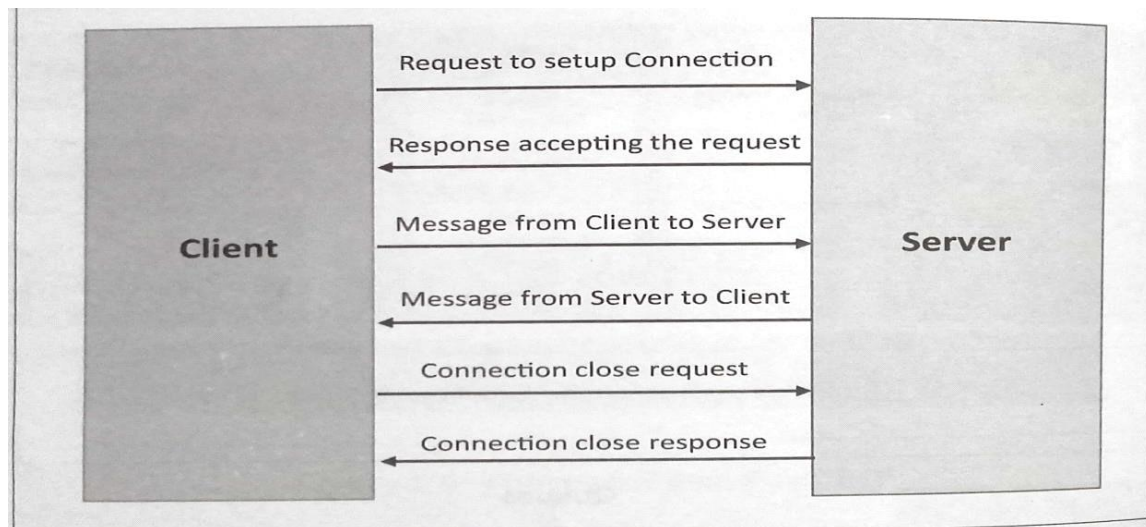 Request to setup Connection
Response accepting the request
Message from Client to Server
Client
Server
Message from Server to Client
Connection close request
Connection close response